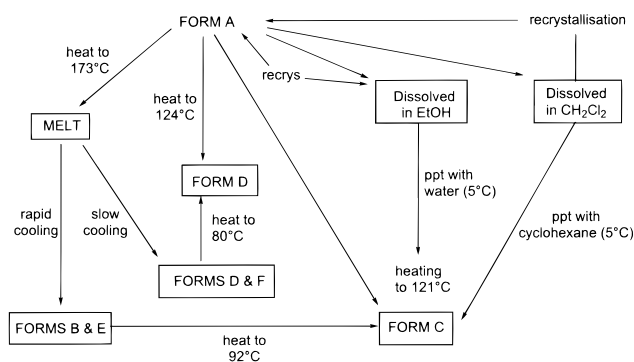 FORM A
recrystallisation
heat to
173°C
recrys
heat to
124°C
Dissolved
in EtOH
Dissolved
in CH2Cl2
MELT
FORM D
ppt with
water (5°C)
rapid
cooling
slow
cooling
heat to
80°C
ppt with
cyclohexane (5°C)
FORMS D & F
heating
to 121°C
FORMS B & E
FORM C
heat to
92°C